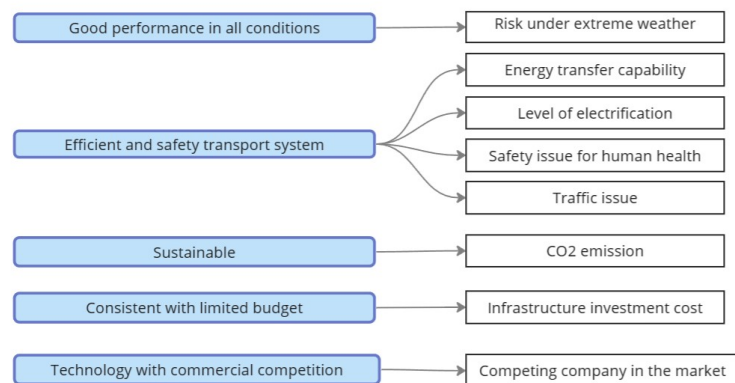 Good performance in all conditions
Risk under extreme weather
Energy transfer capability
Level of electrification
Efficient and safety transport system
Safety issue for human health
Traffic issue
Sustainable
CO2 emission
Consistent with limited budget
Infrastructure investment cost
Technology with commercial competition
Competing company in the market